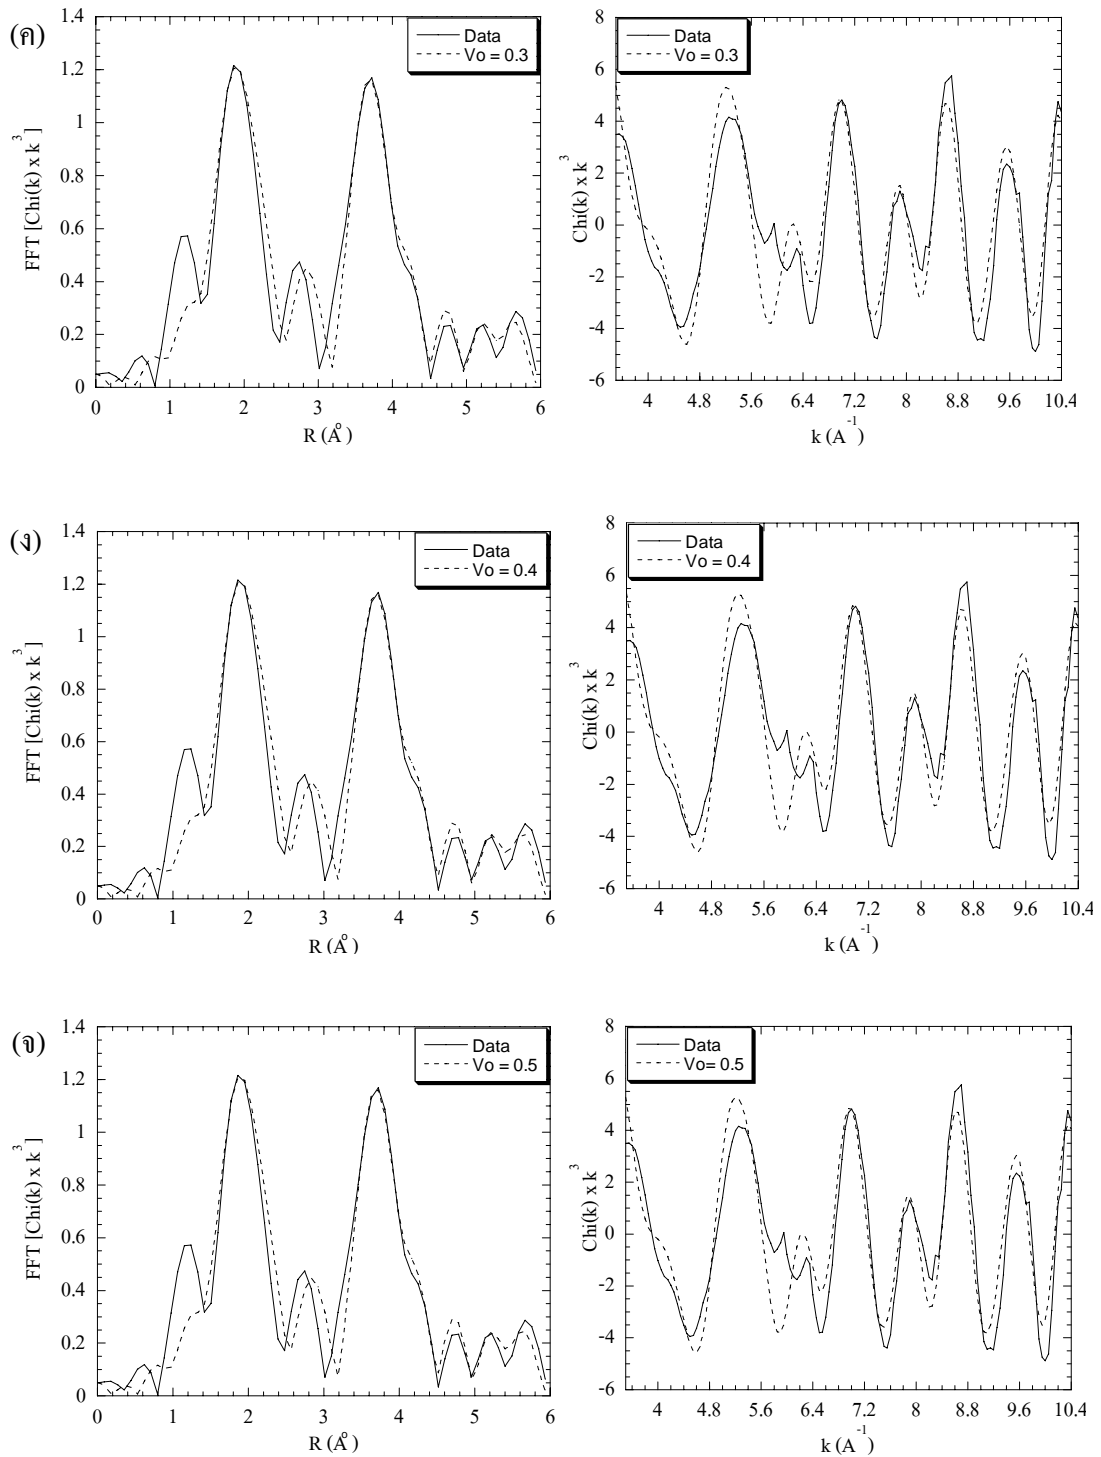 (ค)
FFT [Chi(k) x k³]
1.4
1.2
1
0.8
0.6
0.4
0.2
0
Data
Vo = 0.3
0 1 2 3 4 5 6
R (Å)
Chi(k) x k³
8
6
4
2
0
-2
-4
-6
Data
Vo = 0.3
4 4.8 5.6 6.4 7.2 8 8.8 9.6 10.4
k (A⁻¹)
(ง)
FFT [Chi(k) x k³]
1.4
1.2
1
0.8
0.6
0.4
0.2
0
Data
Vo = 0.4
0 1 2 3 4 5 6
R (Å)
Chi(k) x k³
8
6
4
2
0
-2
-4
-6
Data
Vo = 0.4
4 4.8 5.6 6.4 7.2 8 8.8 9.6 10.4
k (A⁻¹)
(จ)
FFT [Chi(k) x k³]
1.4
1.2
1
0.8
0.6
0.4
0.2
0
Data
Vo = 0.5
0 1 2 3 4 5 6
R (Å)
Chi(k) x k³
8
6
4
2
0
-2
-4
-6
Data
Vo= 0.5
4 4.8 5.6 6.4 7.2 8 8.8 9.6 10.4
k (A⁻¹)